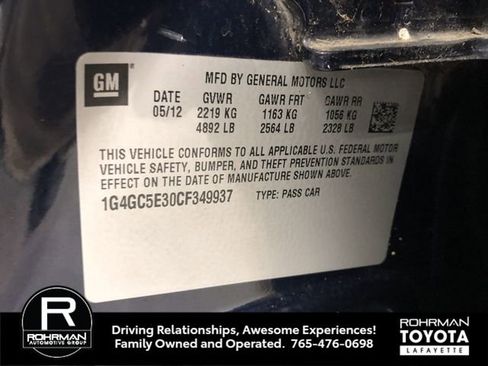 GM
MFD BY GENERAL MOTORS LLC
DATE GVWR GAWR FRT GAWR RR
05/12 2219 KG 1163 KG 1056 KG
4892 LB 2564 LB 2328 LB
THIS VEHICLE CONFORMS TO ALL APPLICABLE U.S. FEDERAL MOTOR
VEHICLE SAFETY, BUMPER, AND THEFT PREVENTION STANDARDS IN
EFFECT ON THE DATE OF MANUFACTURE SHOWN ABOVE.
1G4GC5E30CF349937 TYPE: PASS CAR
R
ROHRMAN
AUTOMOTIVE GROUP
Driving Relationships, Awesome Experiences!
Family Owned and Operated. 765-476-0698
ROHRMAN
TOYOTA
LAFAYETTE